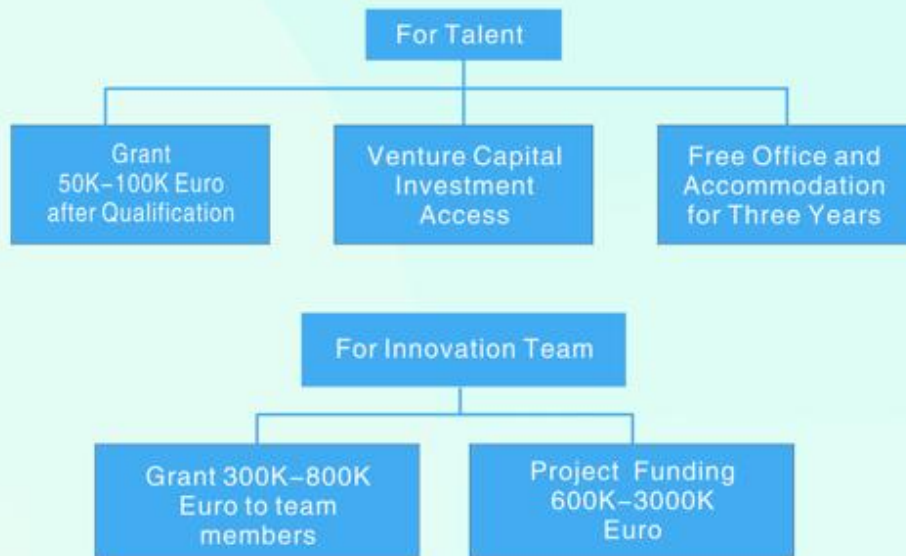 For Talent
Grant
50K–100K Euro
after Qualification
Venture Capital
Investment
Access
Free Office and
Accommodation
for Three Years
For Innovation Team
Grant 300K–800K
Euro to team
members
Project Funding
600K–3000K
Euro